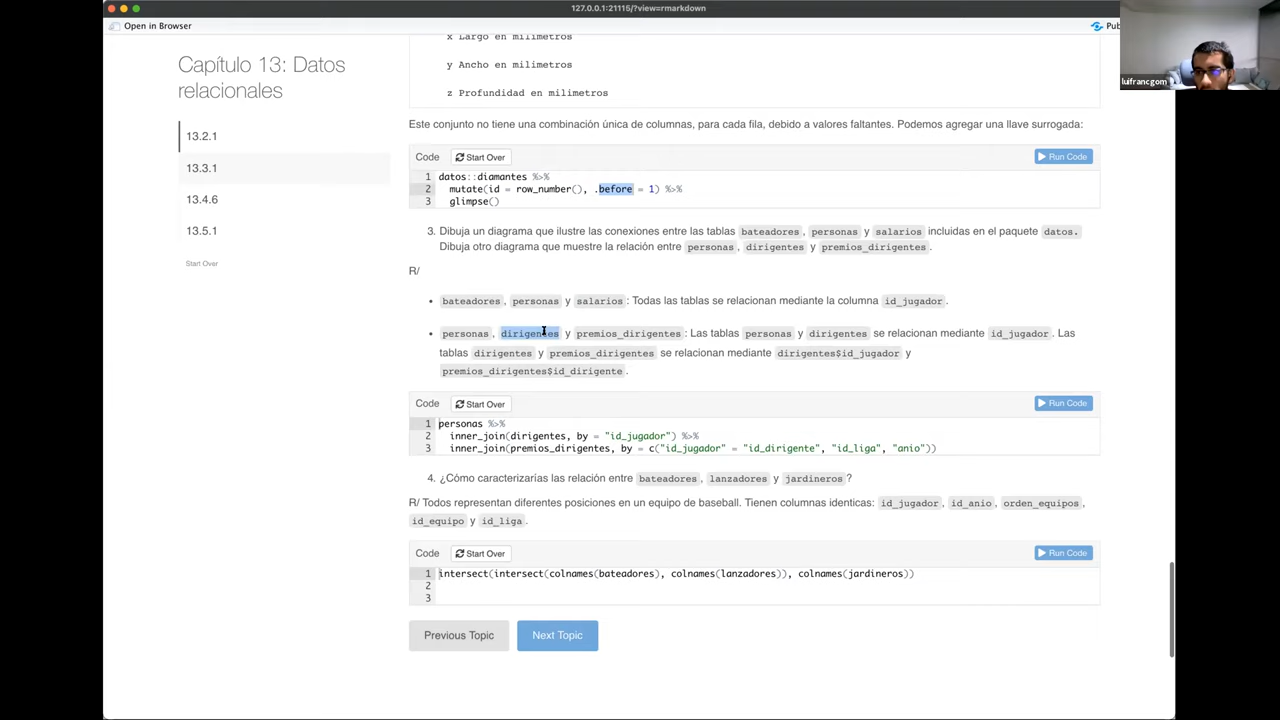 127.0.0.1:21115/?view=rmarkdown
Open in Browser
Pub
luifrancgom
Capítulo 13: Datos
relacionales
13.2.1
13.3.1
13.4.6
13.5.1
Start Over
x Largo en milimetros
y Ancho en milimetros
z Profundidad en milimetros
Este conjunto no tiene una combinación única de columnas, para cada fila, debido a valores faltantes. Podemos agregar una llave surrogada:
Code Start Over Run Code
1 datos::diamantes %>%
2 mutate(id = row_number(), .before = 1) %>%
3 glimpse()
3. Dibuja un diagrama que ilustre las conexiones entre las tablas bateadores, personas y salarios incluidas en el paquete datos.
Dibuja otro diagrama que muestre la relación entre personas, dirigentes y premios_dirigentes.
R/
• bateadores, personas y salarios: Todas las tablas se relacionan mediante la columna id_jugador.
• personas, dirigentes y premios_dirigentes: Las tablas personas y dirigentes se relacionan mediante id_jugador. Las
tablas dirigentes y premios_dirigentes se relacionan mediante dirigentes$id_jugador y
premios_dirigentes$id_dirigente.
Code Start Over Run Code
1 personas %>%
2 inner_join(dirigentes, by = "id_jugador") %>%
3 inner_join(premios_dirigentes, by = c("id_jugador" = "id_dirigente", "id_liga", "anio"))
4. ¿Cómo caracterizarías las relación entre bateadores, lanzadores y jardineros?
R/ Todos representan diferentes posiciones en un equipo de baseball. Tienen columnas identicas: id_jugador, id_anio, orden_equipos,
id_equipo y id_liga.
Code Start Over Run Code
1 intersect(intersect(colnames(bateadores), colnames(lanzadores)), colnames(jardineros))
2
3
Previous Topic Next Topic